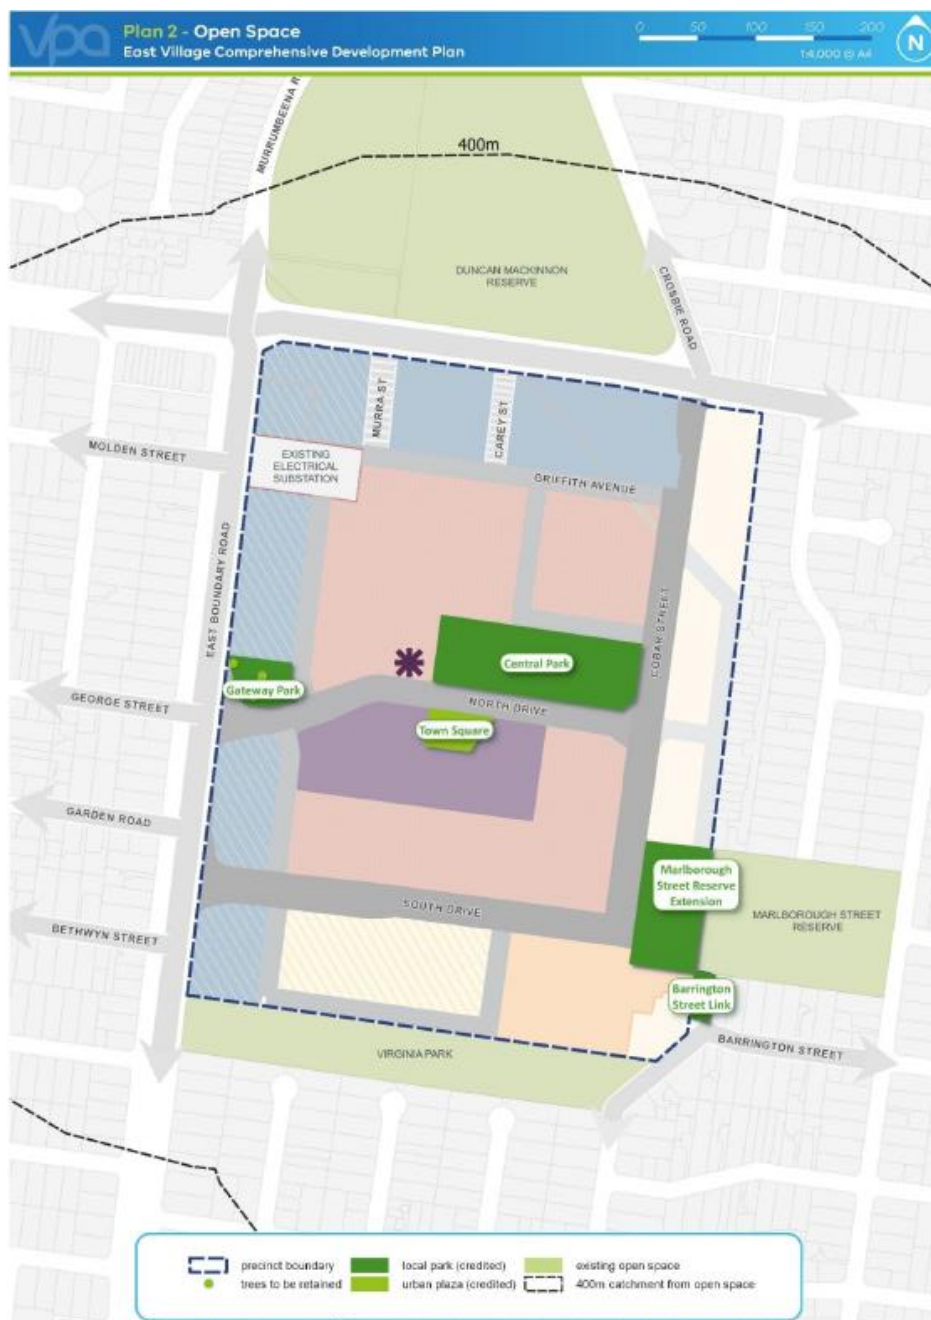 vpa
Plan 2 - Open Space
East Village Comprehensive Development Plan
0 50 100 150 200
1:4,000 @ A4
N
MURRUMBEENA R
400m
DUNCAN MACKINNON
RESERVE
CROSBIE ROAD
MURRA ST
CAREY ST
MOLDEN STREET
EXISTING
ELECTRICAL
SUBSTATION
GRIFFITH AVENUE
EAST BOUNDARY ROAD
COBAR STREET
Central Park
Gateway Park
GEORGE STREET
NORTH DRIVE
Town Square
GARDEN ROAD
Marlborough
Street Reserve
Extension
SOUTH DRIVE
MARLBOROUGH STREET
RESERVE
BETHWYN STREET
Barrington
Street Link
BARRINGTON STREET
VIRGINIA PARK
precinct boundary
local park (credited)
existing open space
trees to be retained
urban plaza (credited)
400m catchment from open space